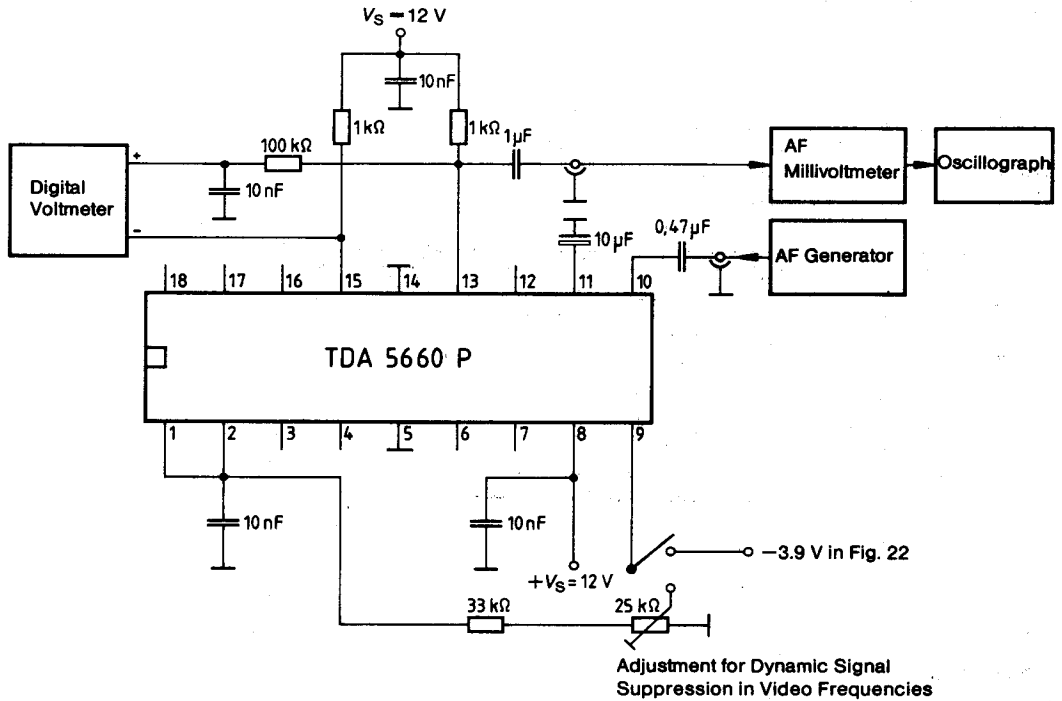 VS = 12 V
10 nF
1 kΩ
1 kΩ
1 µF
100 kΩ
+
Digital
Voltmeter
10 nF
–
AF
Millivoltmeter
Oscillograph
10 µF
0,47 µF
AF Generator
18 17 16 15 14 13 12 11 10
TDA 5660 P
1 2 3 4 5 6 7 8 9
10 nF
10 nF
+VS = 12 V
−3.9 V in Fig. 22
33 kΩ
25 kΩ
Adjustment for Dynamic Signal
Suppression in Video Frequencies